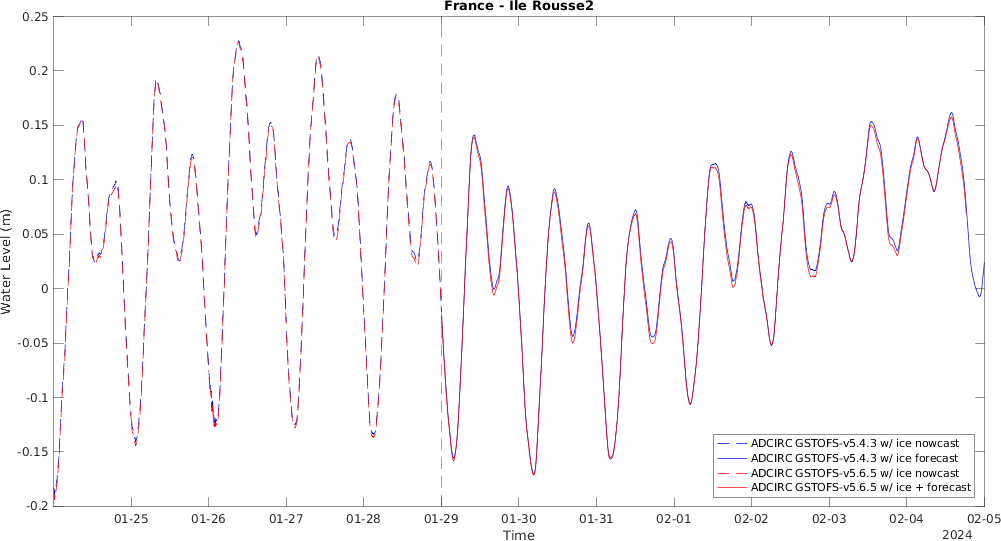 France - Ile Rousse2
Water Level (m)
0.25
0.2
0.15
0.1
0.05
0
-0.05
-0.1
-0.15
-0.2
ADCIRC GSTOFS-v5.4.3 w/ ice nowcast
ADCIRC GSTOFS-v5.4.3 w/ ice forecast
ADCIRC GSTOFS-v5.6.5 w/ ice nowcast
ADCIRC GSTOFS-v5.6.5 w/ ice + forecast
01-25 01-26 01-27 01-28 01-29 01-30 01-31 02-01 02-02 02-03 02-04 02-05
Time
2024